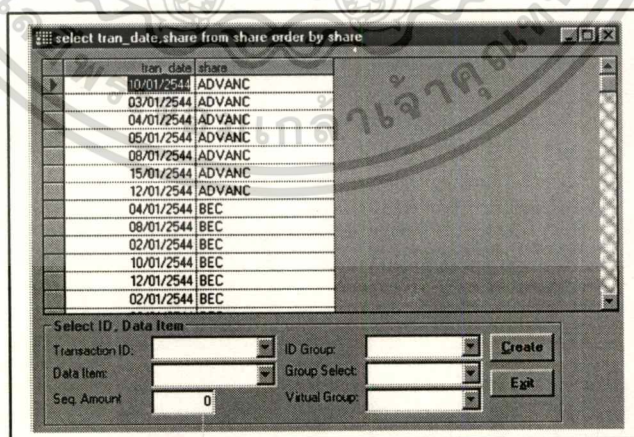 select tran_date,share from share order by share
tran_date share
10/01/2544 ADVANC
03/01/2544 ADVANC
04/01/2544 ADVANC
05/01/2544 ADVANC
08/01/2544 ADVANC
15/01/2544 ADVANC
12/01/2544 ADVANC
04/01/2544 BEC
08/01/2544 BEC
02/01/2544 BEC
10/01/2544 BEC
12/01/2544 BEC
02/01/2544 BEC
Select ID, Data Item
Transaction ID: ID Group: Create
Data Item: Group Select: Exit
Seq. Amount 0 Virtual Group: